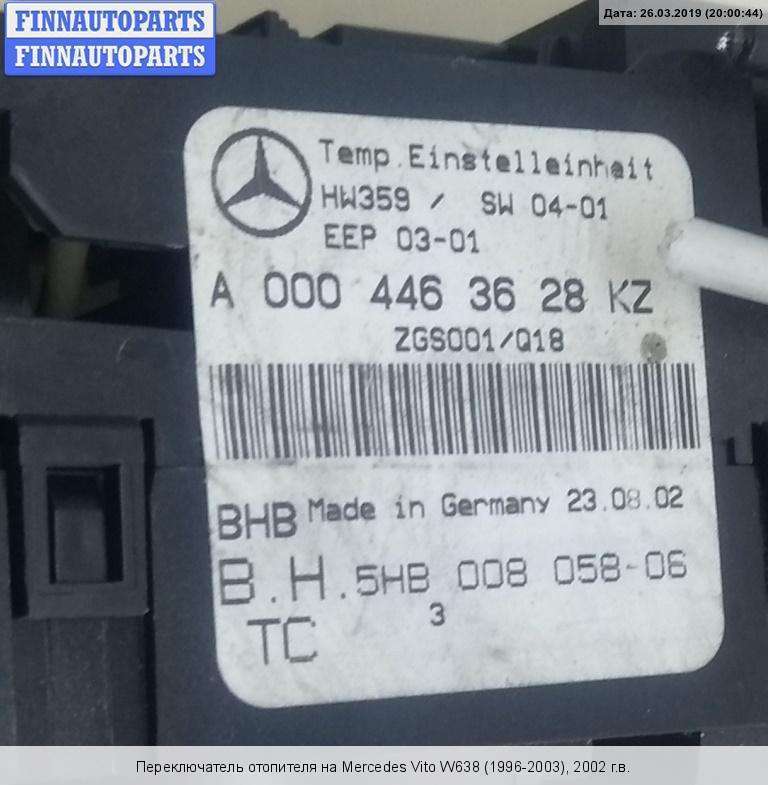 FINNAUTOPARTS
FINNAUTOPARTS
Дата: 26.03.2019 (20:00:44)
Temp.Einstelleinheit
HW359 / SW 04-01
EEP 03-01
A 000 446 36 28 KZ
ZGS001/Q18
BHB Made in Germany 23.08.02
B.H.5HB 008 058-06
3
TC
Переключатель отопителя на Mercedes Vito W638 (1996-2003), 2002 г.в.